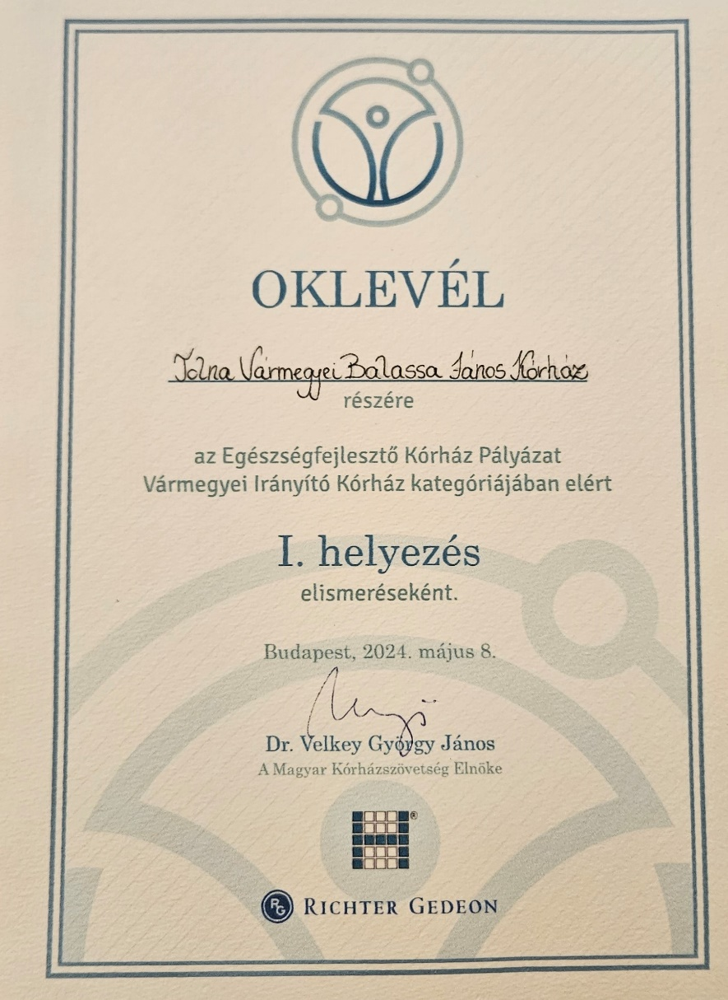 OKLEVÉL
Tolna Vármegyei Balassa János Kórház
részére
az Egészségfejlesztő Kórház Pályázat
Vármegyei Irányító Kórház kategóriájában elért
I. helyezés
elismeréseként.
Budapest, 2024. május 8.
Dr. Velkey György János
A Magyar Kórházszövetség Elnöke
®
RG RICHTER GEDEON